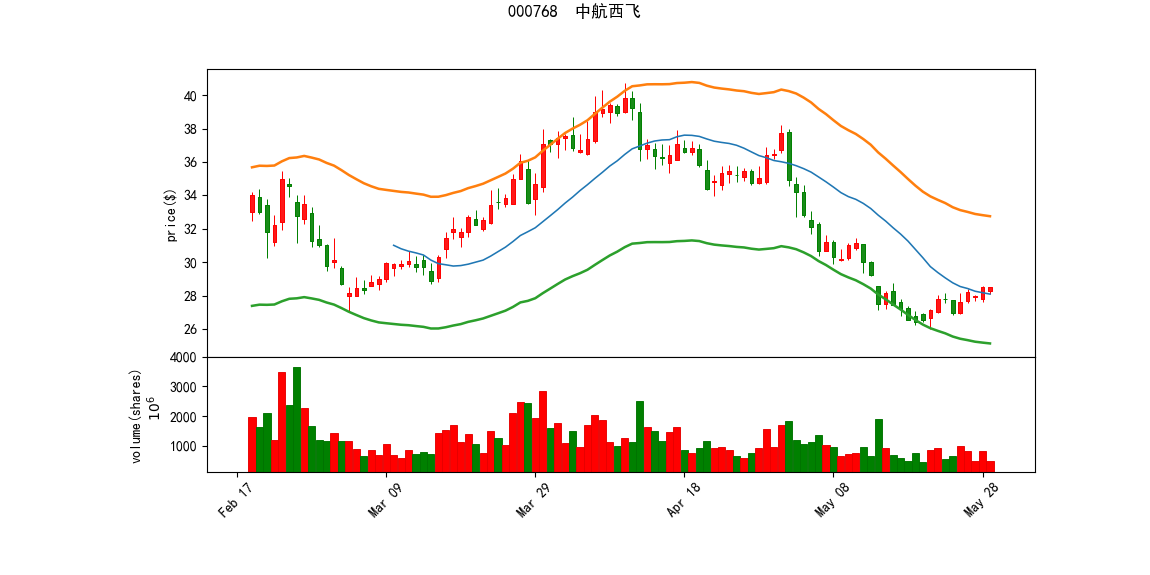 000768 中航西飞
price($)
40
38
36
34
32
30
28
26
volume(shares)
10^6
4000
3000
2000
1000
Feb 17
Mar 09
Mar 29
Apr 18
May 08
May 28